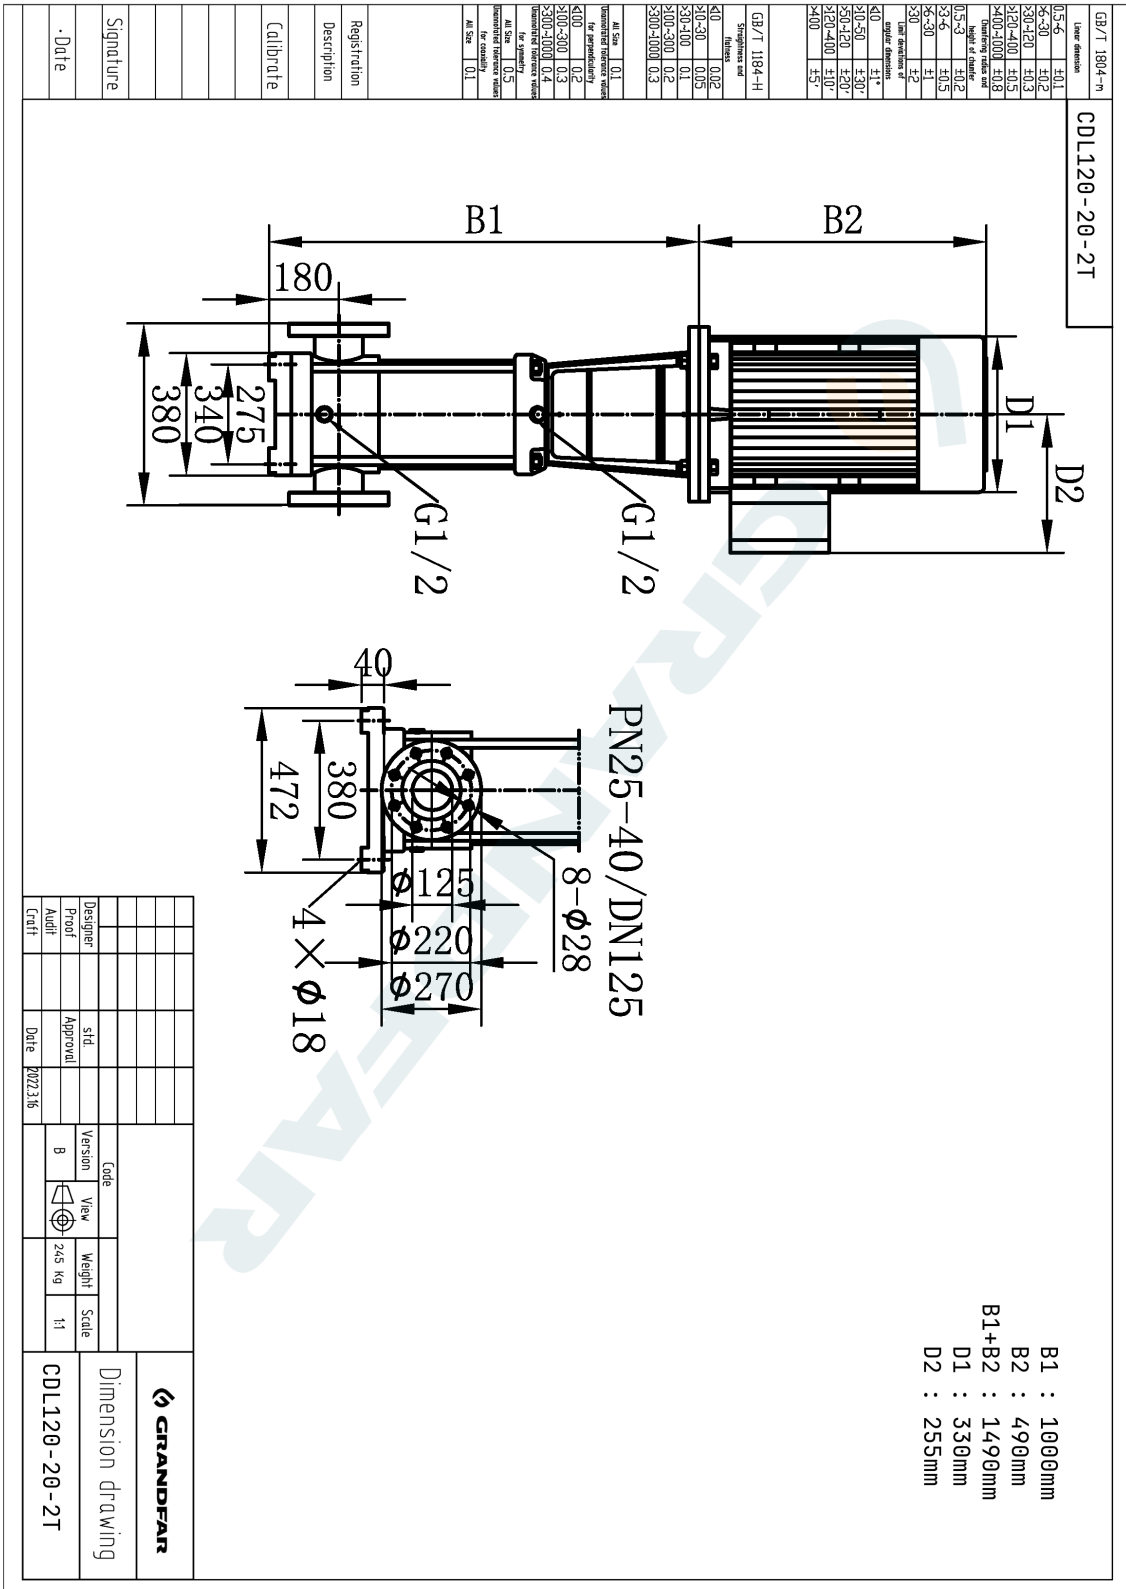 CDL120-20-2T
GB/T 1804-m
Linear dimension
0.5~6 ±0.1
>6~30 ±0.2
>30~120 ±0.3
>120~400 ±0.5
>400~1000 ±0.8
Chamfering radius and
height of chamfer
0.5~3 ±0.2
>3~6 ±0.5
>6~30 ±1
>30 ±2
Limit deviations of
angular dimensions
≤10 ±1°
>10~50 ±30'
>50~120 ±20'
>120~400 ±10'
>400 ±5'
GB/T 1184-H
Straightness and
flatness
≤10 0.02
>10~30 0.05
>30~100 0.1
>100~300 0.2
>300~1000 0.3
All Size 0.1
Unannotated tolerance values
for perpendicularity
≤100 0.2
>100~300 0.3
>300~1000 0.4
Unannotated tolerance values
for symmetry
All Size 0.5
Unannotated tolerance values
for coaxiality
All Size 0.1
Registration
Description
Calibrate
Signature
.Date
B1
B2
180
D1
D2
275
340
380
G1/2
G1/2
GRANDFAR
PN25-40/DN125
40
380
472
8-ϕ28
ϕ125
ϕ220
ϕ270
4×ϕ18
B1 : 1000mm
B2 : 490mm
B1+B2 : 1490mm
D1 : 330mm
D2 : 255mm
Designer std.
Proof Approval
Audit
Craft Date 2022.3.16
Code
Version View Weight Scale
B 245 Kg 1:1
GRANDFAR
Dimension drawing
CDL120-20-2T